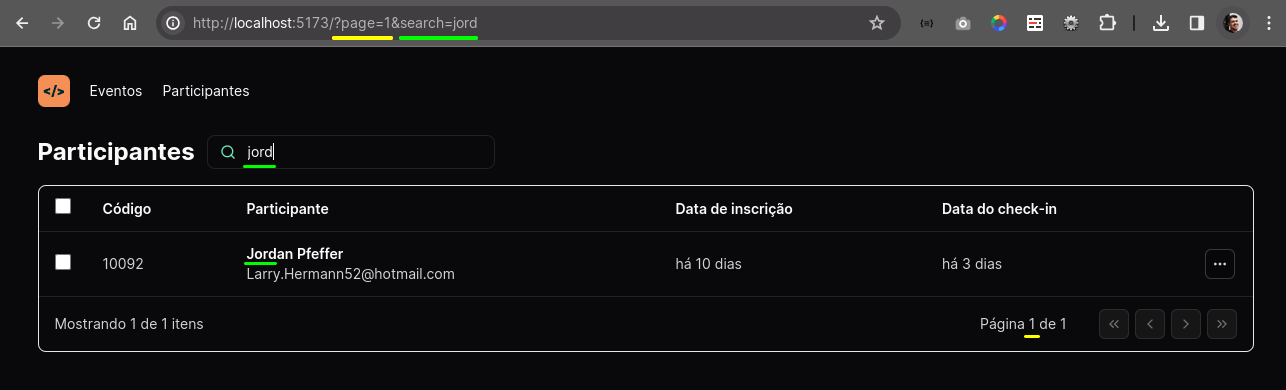 http://localhost:5173/?page=1&search=jord
</>
Eventos Participantes
Participantes jord
Código Participante Data de inscrição Data do check-in
10092 Jordan Pfeffer há 10 dias há 3 dias
Larry.Hermann52@hotmail.com
Mostrando 1 de 1 itens Página 1 de 1